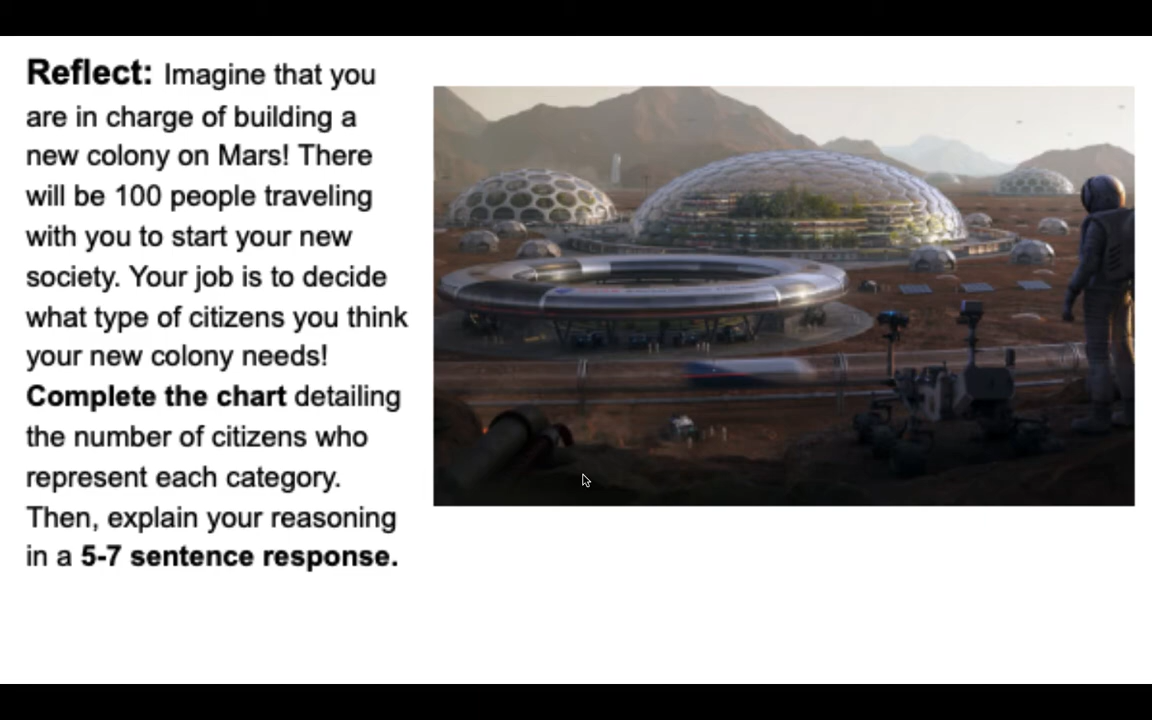 Reflect: Imagine that you
are in charge of building a
new colony on Mars! There
will be 100 people traveling
with you to start your new
society. Your job is to decide
what type of citizens you think
your new colony needs!
Complete the chart detailing
the number of citizens who
represent each category.
Then, explain your reasoning
in a 5-7 sentence response.